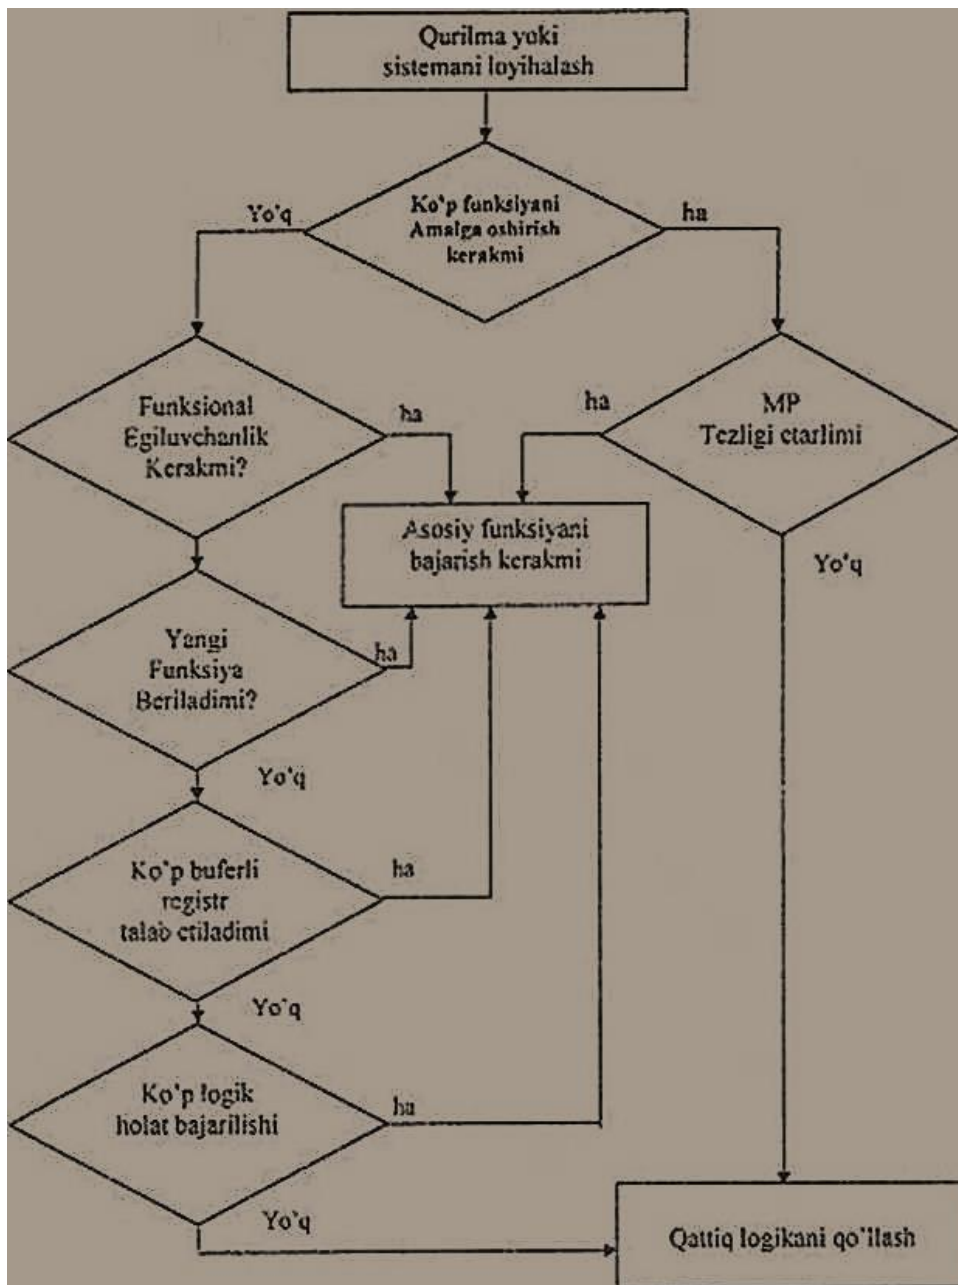 Qurilma yoki
sistemani loyihalash
Yo'q
Ko'p funksiyani
Amalga oshirish
kerakmi
ha
Funksional
Egiluvchanlik
Kerakmi?
ha
ha
MP
Tezligi etarlimi
Asosiy funksiyani
bajarish kerakmi
Yo'q
Yangi
Funksiya
Beriladimi?
ha
Yo'q
Ko'p buferli
registr
talab etiladimi
ha
Yo'q
Ko'p logik
holat bajarilishi
ha
Yo'q
Qattiq logikani qo'llash